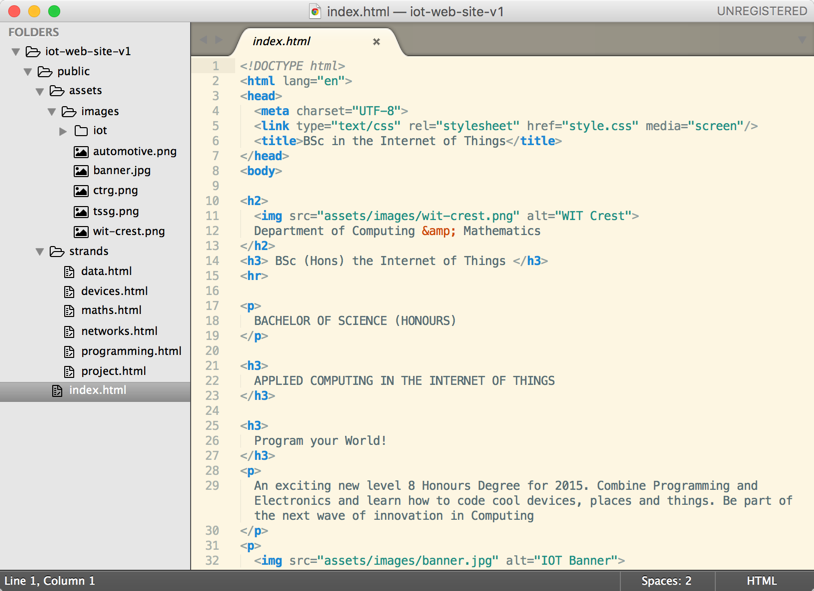 index.html — iot-web-site-v1
UNREGISTERED
FOLDERS
iot-web-site-v1
public
assets
images
iot
automotive.png
banner.jpg
ctrg.png
tssg.png
wit-crest.png
strands
data.html
devices.html
maths.html
networks.html
programming.html
project.html
index.html
index.html ×
1 <!DOCTYPE html>
2 <html lang="en">
3 <head>
4 <meta charset="UTF-8">
5 <link type="text/css" rel="stylesheet" href="style.css" media="screen"/>
6 <title>BSc in the Internet of Things</title>
7 </head>
8 <body>
9
10 <h2>
11 <img src="assets/images/wit-crest.png" alt="WIT Crest">
12 Department of Computing &amp; Mathematics
13 </h2>
14 <h3> BSc (Hons) the Internet of Things </h3>
15 <hr>
16
17 <p>
18 BACHELOR OF SCIENCE (HONOURS)
19 </p>
20
21 <h3>
22 APPLIED COMPUTING IN THE INTERNET OF THINGS
23 </h3>
24
25 <h3>
26 Program your World!
27 </h3>
28 <p>
29 An exciting new level 8 Honours Degree for 2015. Combine Programming and
Electronics and learn how to code cool devices, places and things. Be part of
the next wave of innovation in Computing
30 </p>
31 <p>
32 <img src="assets/images/banner.jpg" alt="IOT Banner">
Line 1, Column 1
Spaces: 2
HTML